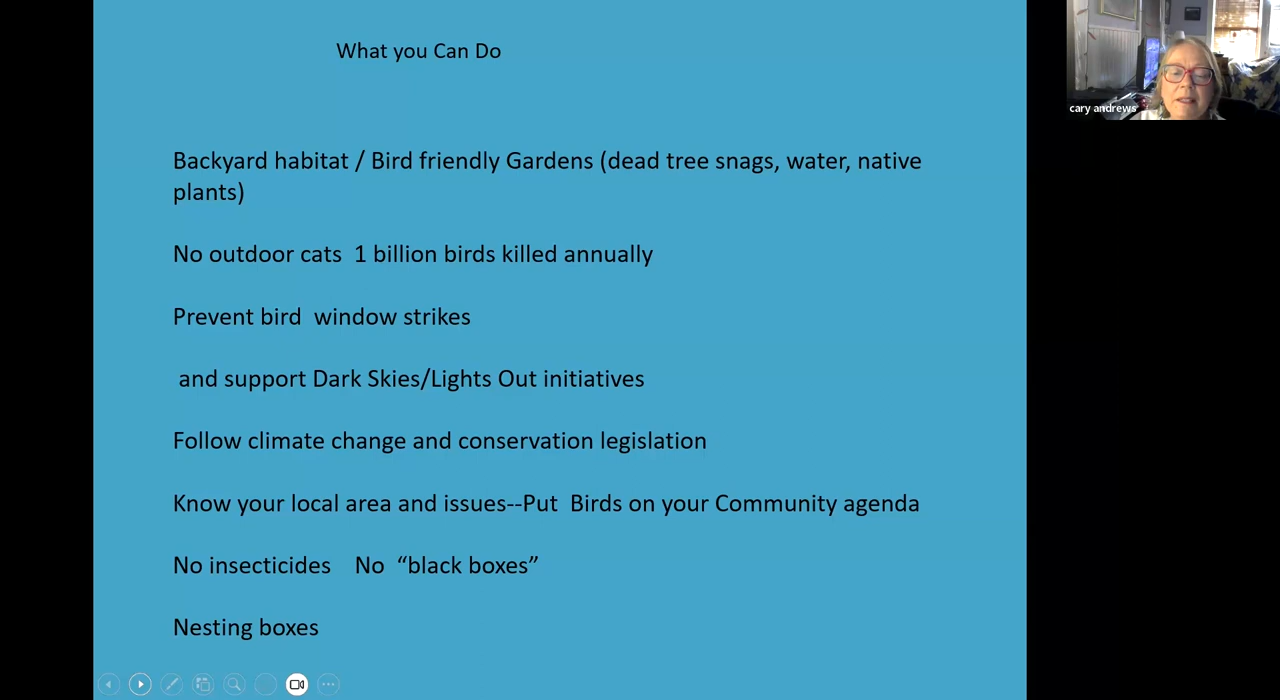 What you Can Do
Backyard habitat / Bird friendly Gardens (dead tree snags, water, native
plants)
No outdoor cats  1 billion birds killed annually
Prevent bird  window strikes
and support Dark Skies/Lights Out initiatives
Follow climate change and conservation legislation
Know your local area and issues--Put  Birds on your Community agenda
No insecticides    No  “black boxes”
Nesting boxes
cary andrews